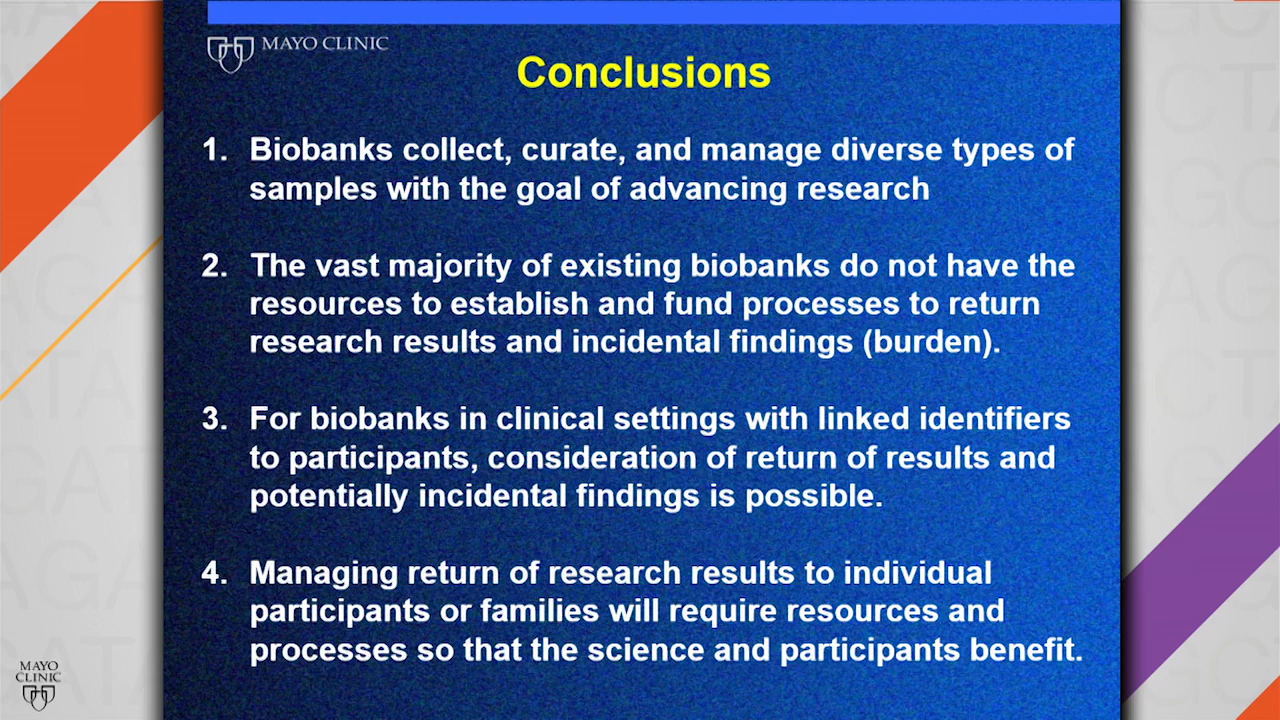 MAYO CLINIC
Conclusions
1. Biobanks collect, curate, and manage diverse types of
samples with the goal of advancing research
2. The vast majority of existing biobanks do not have the
resources to establish and fund processes to return
research results and incidental findings (burden).
3. For biobanks in clinical settings with linked identifiers
to participants, consideration of return of results and
potentially incidental findings is possible.
4. Managing return of research results to individual
participants or families will require resources and
processes so that the science and participants benefit.
MAYO
CLINIC